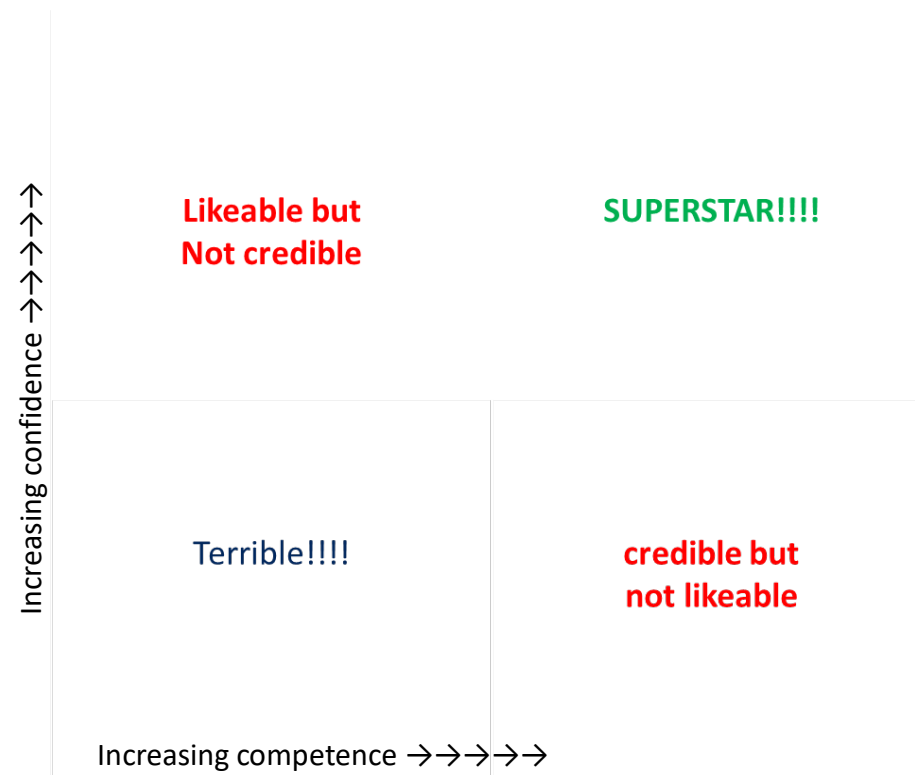 Likeable but
Not credible
SUPERSTAR!!!!
Increasing confidence →→→→→
Terrible!!!!
credible but
not likeable
Increasing competence →→→→→